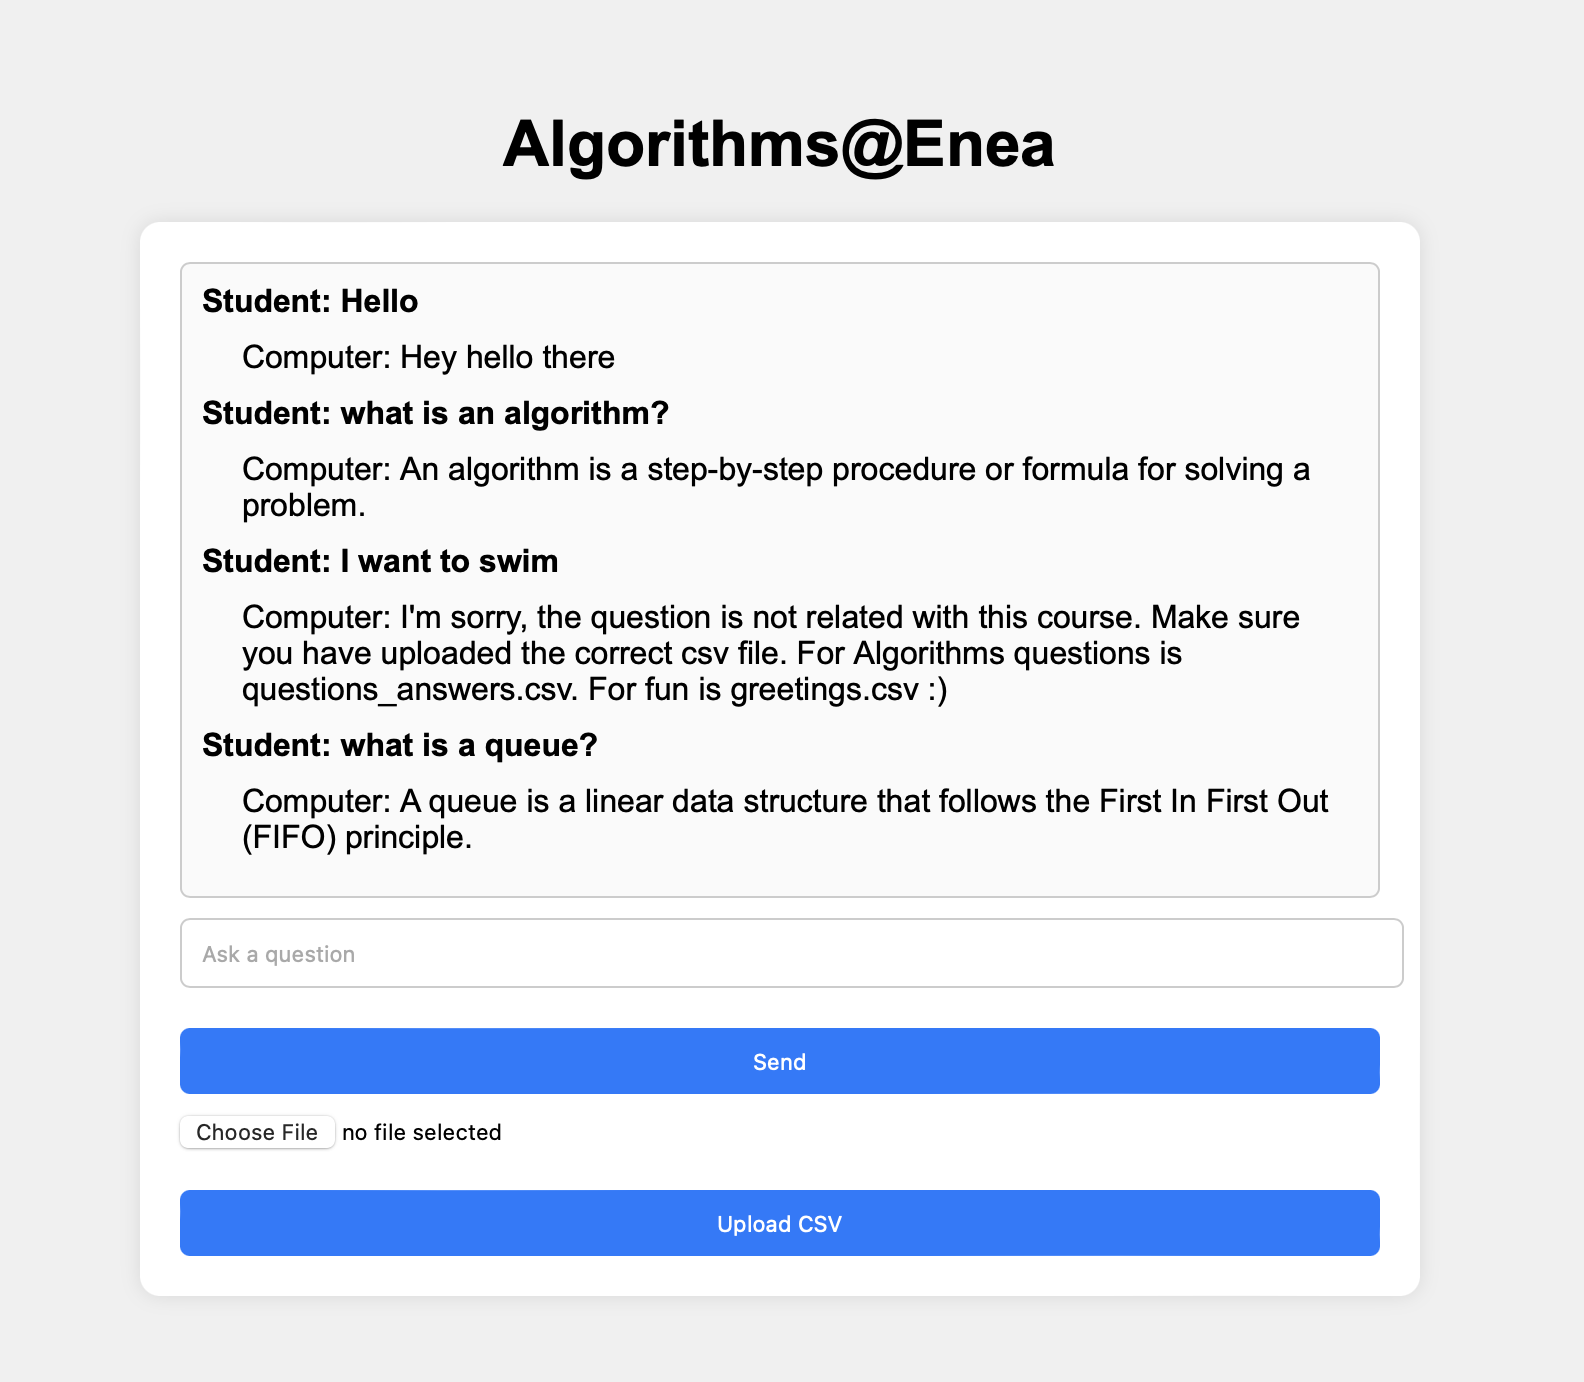 Algorithms@Enea
Student: Hello
Computer: Hey hello there
Student: what is an algorithm?
Computer: An algorithm is a step-by-step procedure or formula for solving a
problem.
Student: I want to swim
Computer: I'm sorry, the question is not related with this course. Make sure
you have uploaded the correct csv file. For Algorithms questions is
questions_answers.csv. For fun is greetings.csv :)
Student: what is a queue?
Computer: A queue is a linear data structure that follows the First In First Out
(FIFO) principle.
Ask a question
Send
Choose File no file selected
Upload CSV